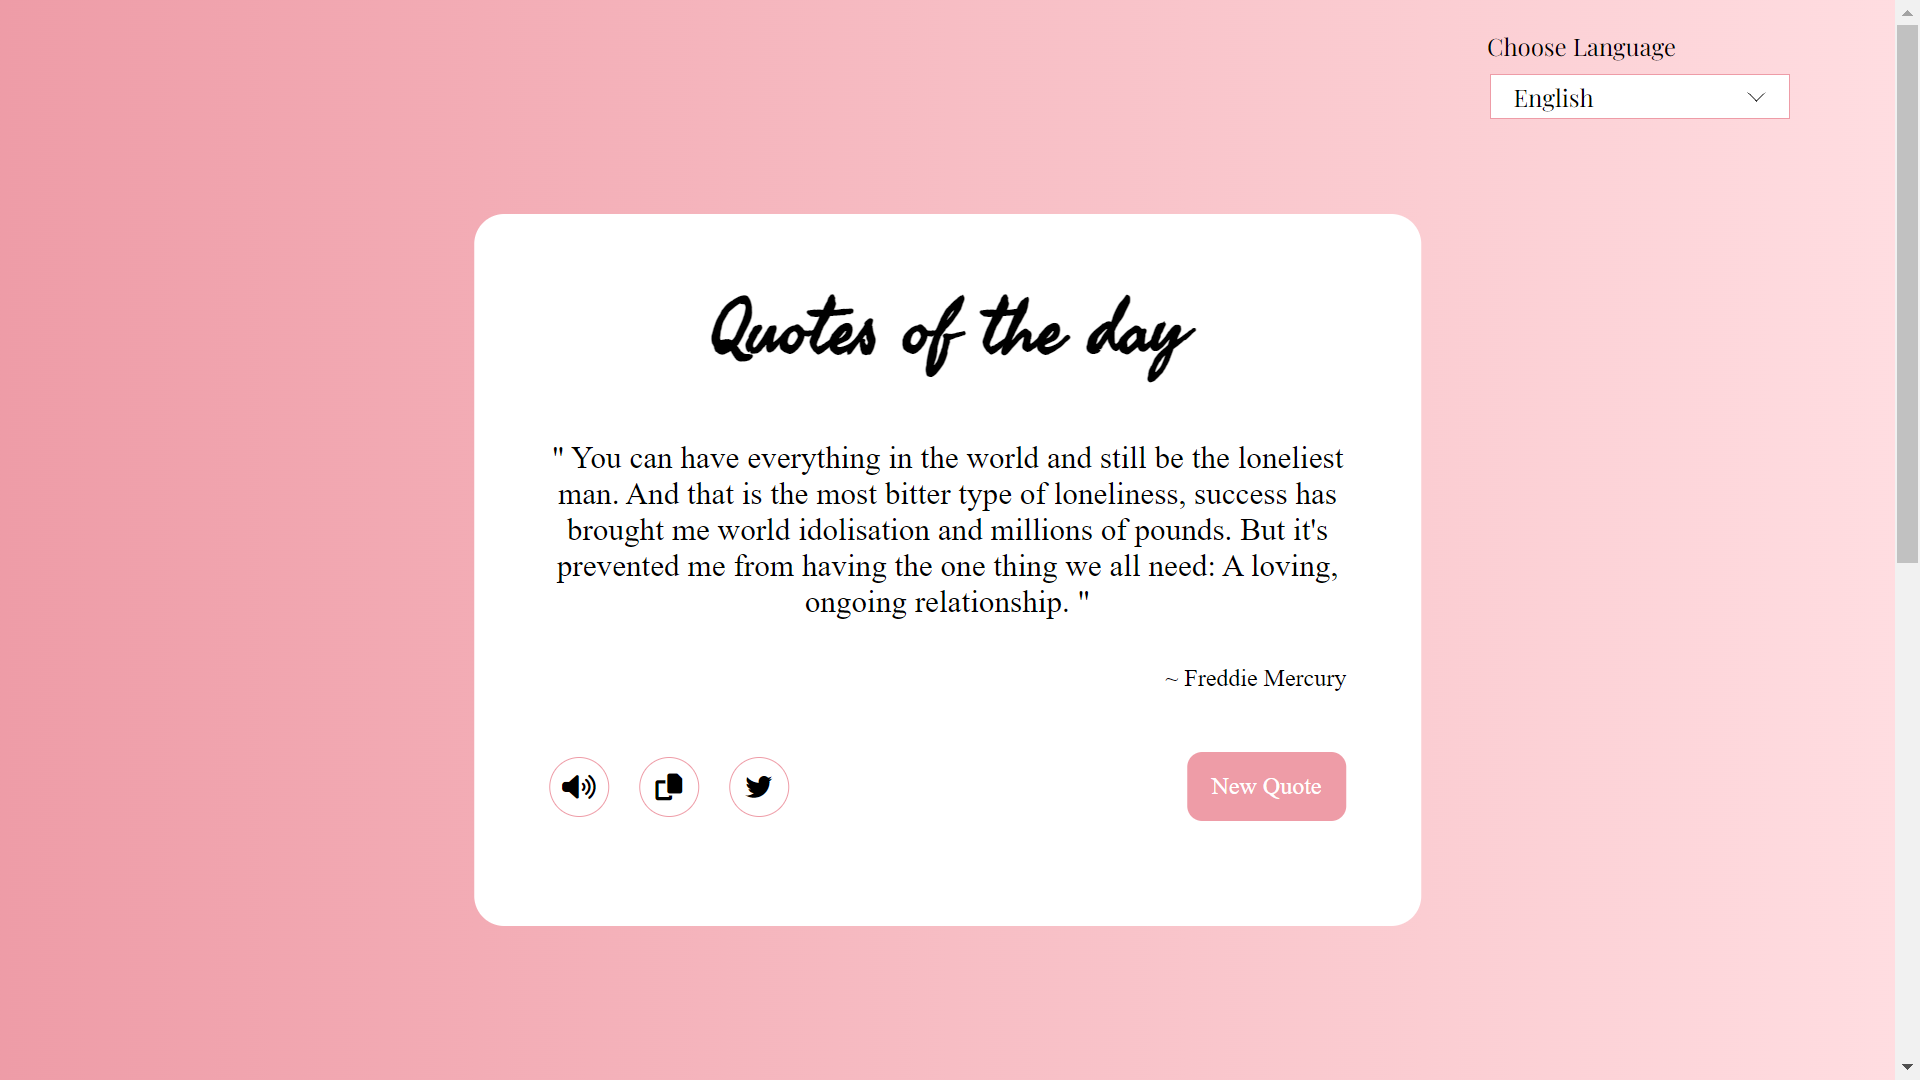 Choose Language
English
Quotes of the day
" You can have everything in the world and still be the loneliest
man. And that is the most bitter type of loneliness, success has
brought me world idolisation and millions of pounds. But it's
prevented me from having the one thing we all need: A loving,
ongoing relationship. "
~ Freddie Mercury
New Quote